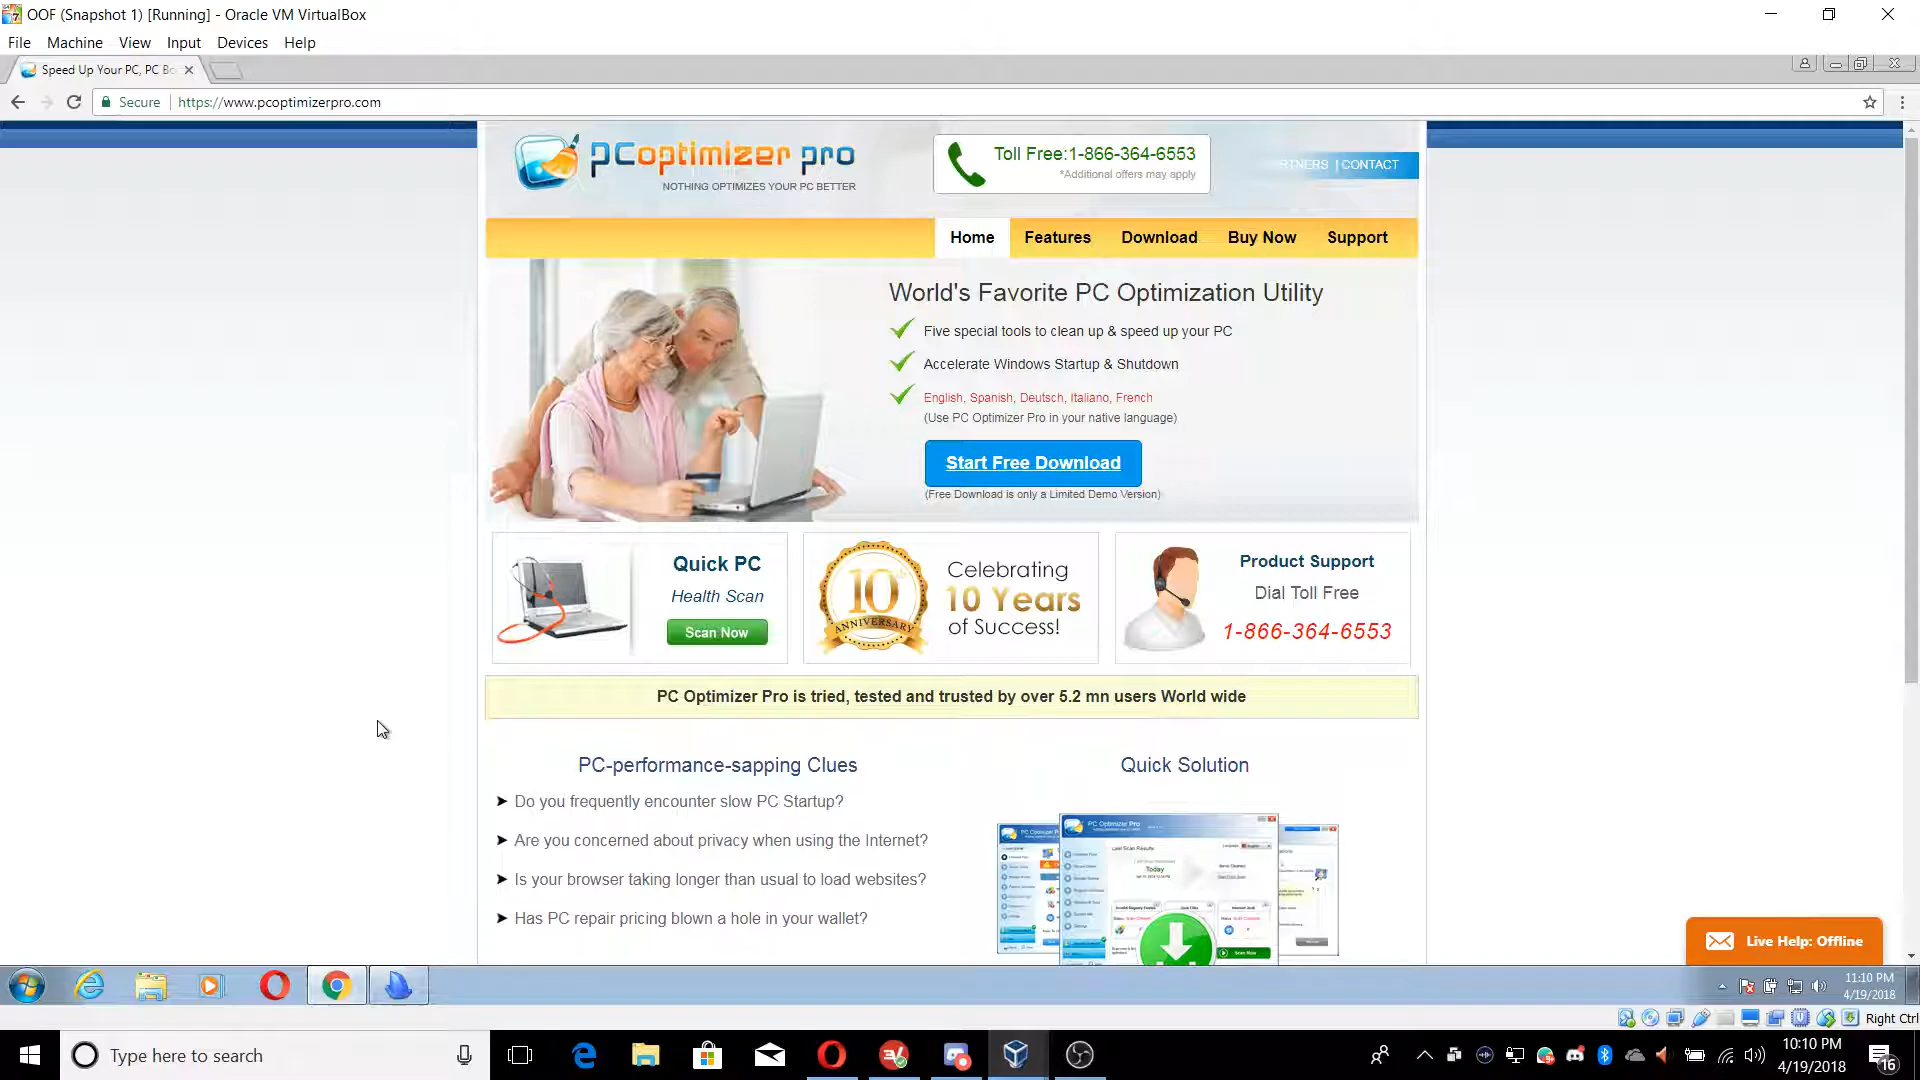 OOF (Snapshot 1) [Running] - Oracle VM VirtualBox
File Machine View Input Devices Help
Speed Up Your PC, PC Bo
Secure https://www.pcoptimizerpro.com
pcoptimizer pro
NOTHING OPTIMIZES YOUR PC BETTER
Toll Free:1-866-364-6553
*Additional offers may apply
RTNERS | CONTACT
Home Features Download Buy Now Support
World's Favorite PC Optimization Utility
Five special tools to clean up & speed up your PC
Accelerate Windows Startup & Shutdown
English, Spanish, Deutsch, Italiano, French
(Use PC Optimizer Pro in your native language)
Start Free Download
(Free Download is only a Limited Demo Version)
Quick PC
Health Scan
Scan Now
10
ANNIVERSARY
Celebrating
10 Years
of Success!
Product Support
Dial Toll Free
1-866-364-6553
PC Optimizer Pro is tried, tested and trusted by over 5.2 mn users World wide
PC-performance-sapping Clues
Do you frequently encounter slow PC Startup?
Are you concerned about privacy when using the Internet?
Is your browser taking longer than usual to load websites?
Has PC repair pricing blown a hole in your wallet?
Quick Solution
PC Optimizer Pro
Last Scan Results
Today
Scan Now
Live Help: Offline
11:10 PM
4/19/2018
Right Ctrl
Type here to search
10:10 PM
4/19/2018
16